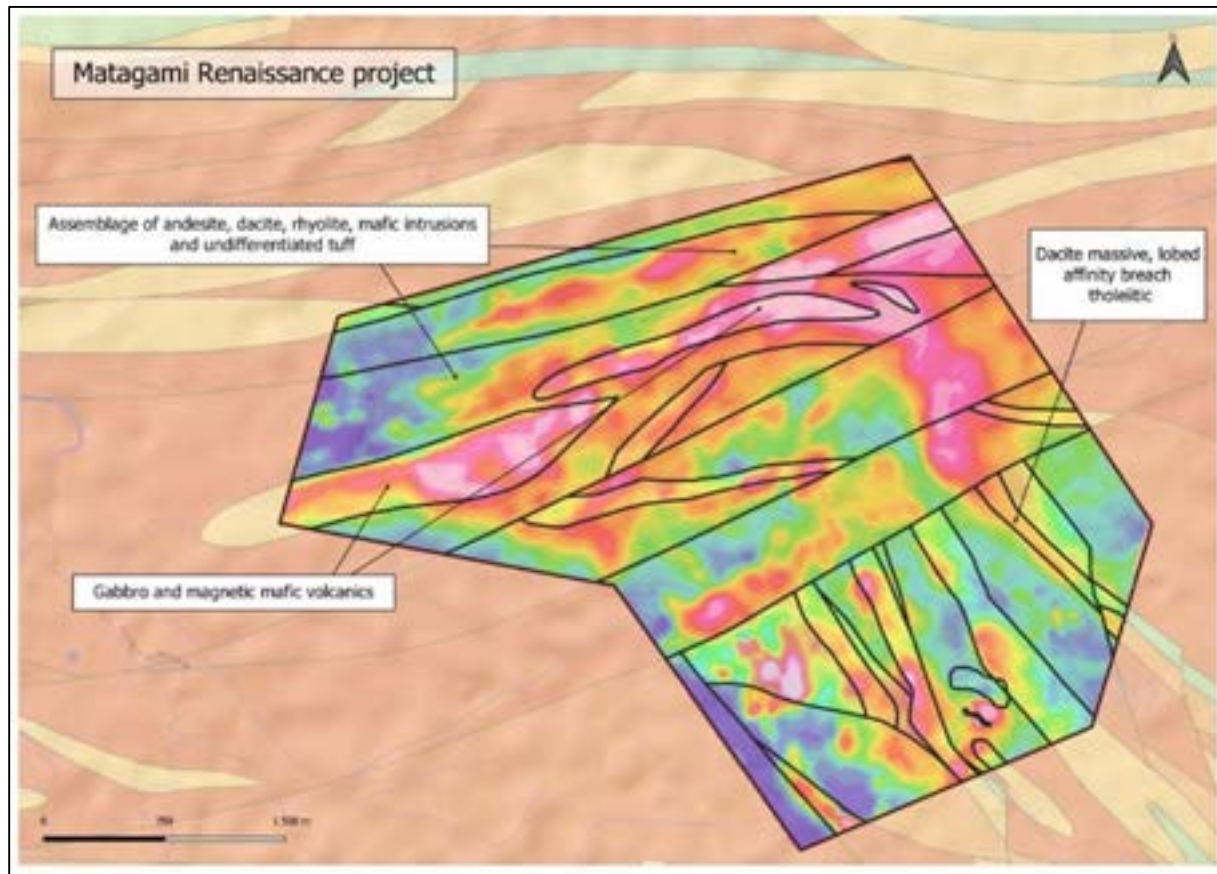 Matagami Renaissance project
Assemblage of andesite, dacite, rhyolite, mafic intrusions
and undifferentiated tuff
Dacite massive, lobed
affinity breach
tholeiitic
Gabbro and magnetic mafic volcanics
0 750 1.500 m